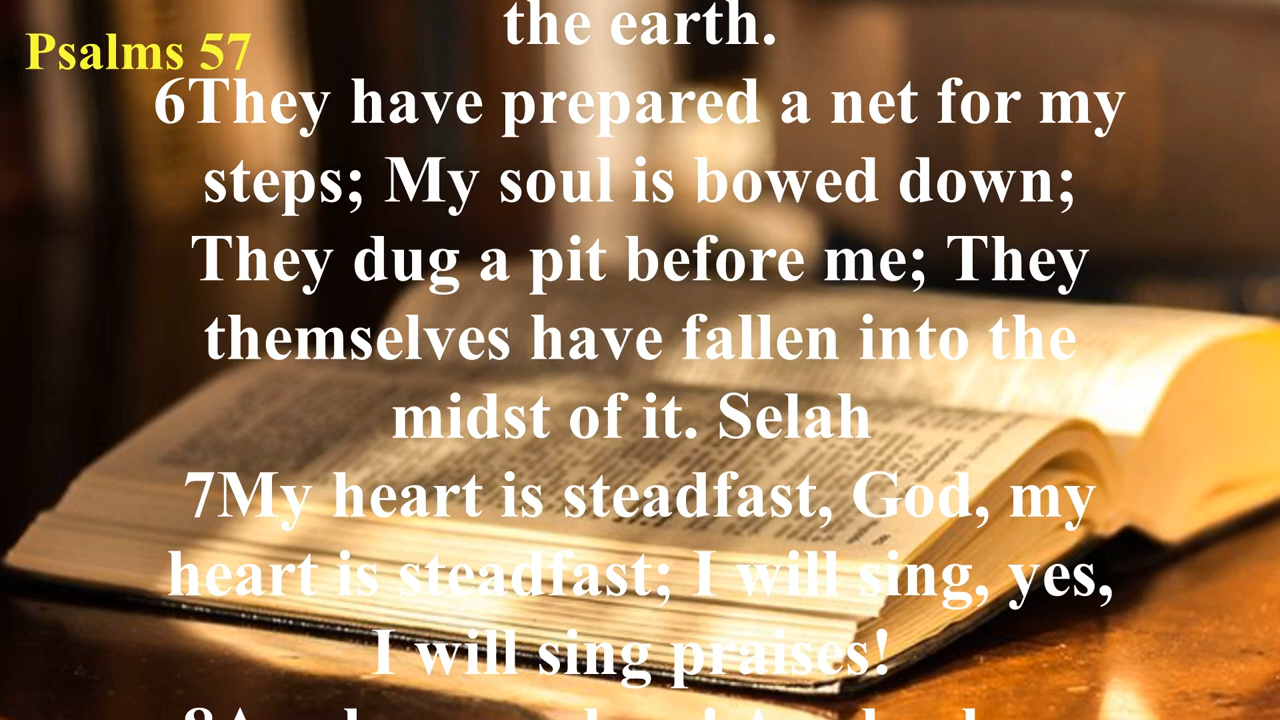 the earth.
Psalms 57
6They have prepared a net for my
steps; My soul is bowed down;
They dug a pit before me; They
themselves have fallen into the
midst of it. Selah
7My heart is steadfast, God, my
heart is steadfast; I will sing, yes,
I will sing praises!